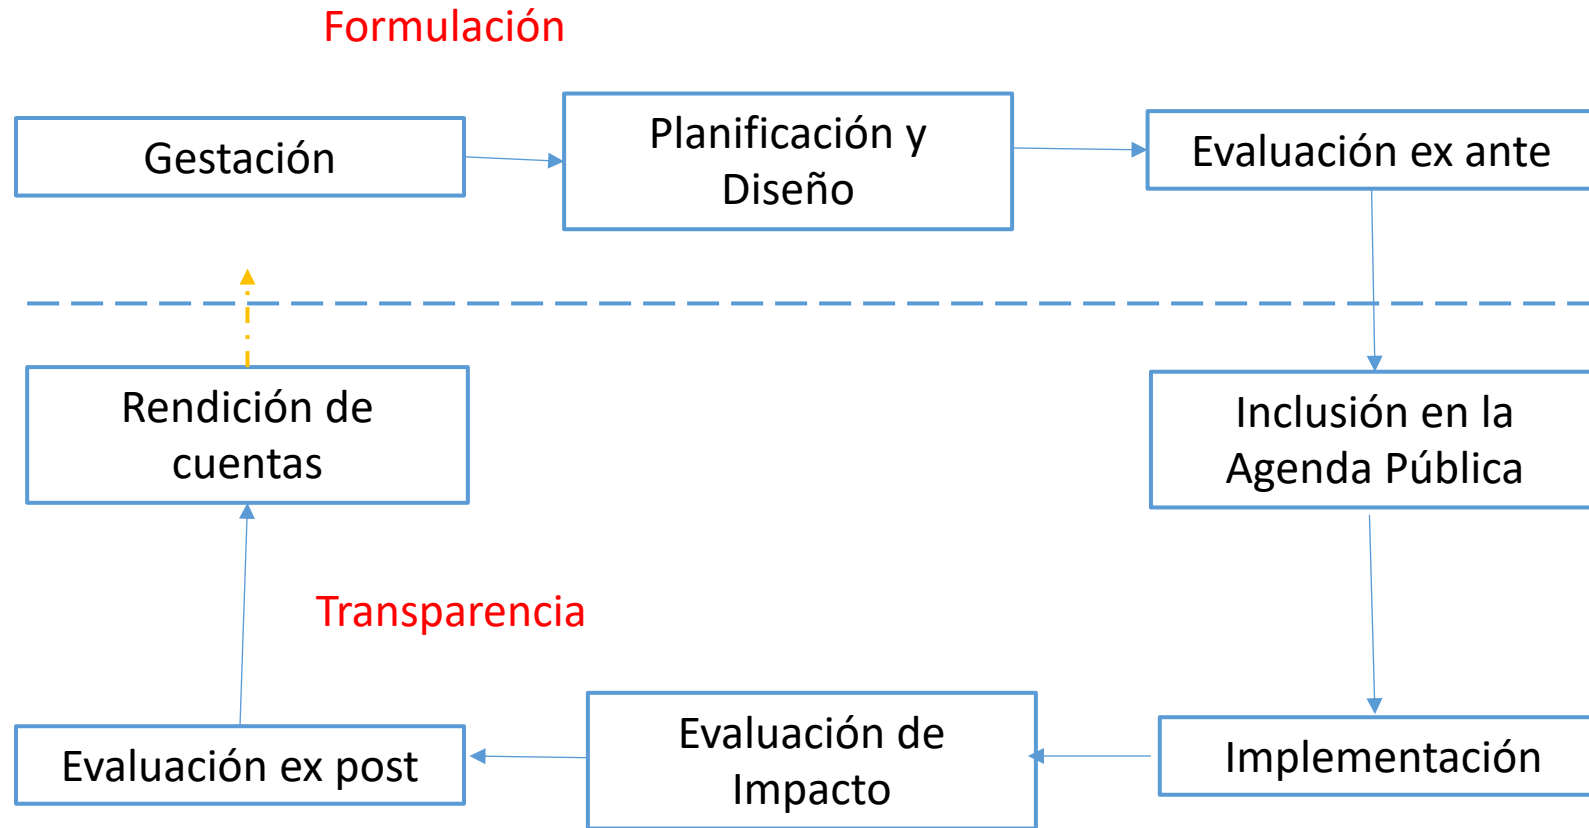 Formulación
Gestación
Planificación y
Diseño
Evaluación ex ante
Rendición de
cuentas
Inclusión en la
Agenda Pública
Transparencia
Evaluación ex post
Evaluación de
Impacto
Implementación